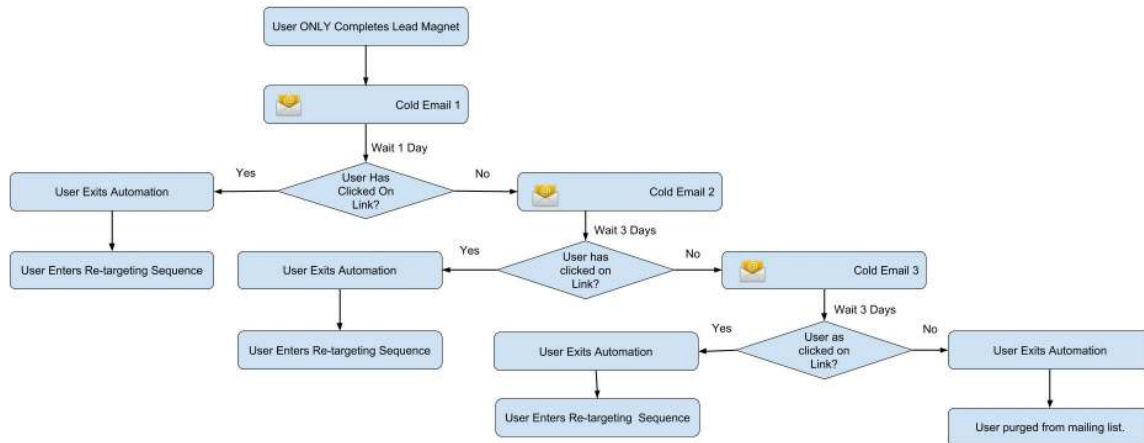 User ONLY Completes Lead Magnet
Cold Email 1
Wait 1 Day
Yes
User Has
Clicked On
Link?
No
User Exits Automation
Cold Email 2
User Enters Re-targeting Sequence
Wait 3 Days
Yes
User has
clicked on
Link?
No
User Exits Automation
Cold Email 3
User Enters Re-targeting Sequence
Wait 3 Days
Yes
User as
clicked on
Link?
No
User Exits Automation
User Exits Automation
User Enters Re-targeting Sequence
User purged from mailing list.